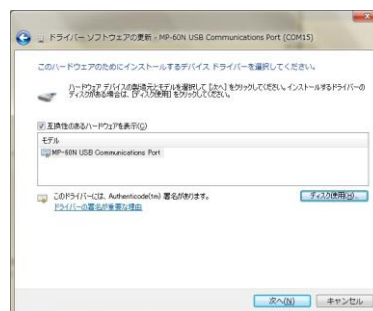 ドライバー ソフトウェアの更新 - MP-60N USB Communications Port (COM15)
このハードウェアのためにインストールするデバイス ドライバーを選択してください。
ハードウェア デバイスの製造元とモデルを選択して [次へ] をクリックしてください。インストールするドライバーの
ディスクがある場合は、[ディスク使用] をクリックしてください。
互換性のあるハードウェアを表示(C)
モデル
MP-60N USB Communications Port
このドライバーには、Authenticode(tm) 署名があります。
ディスク使用(H)...
ドライバーの署名が重要な理由
次へ(N)
キャンセル